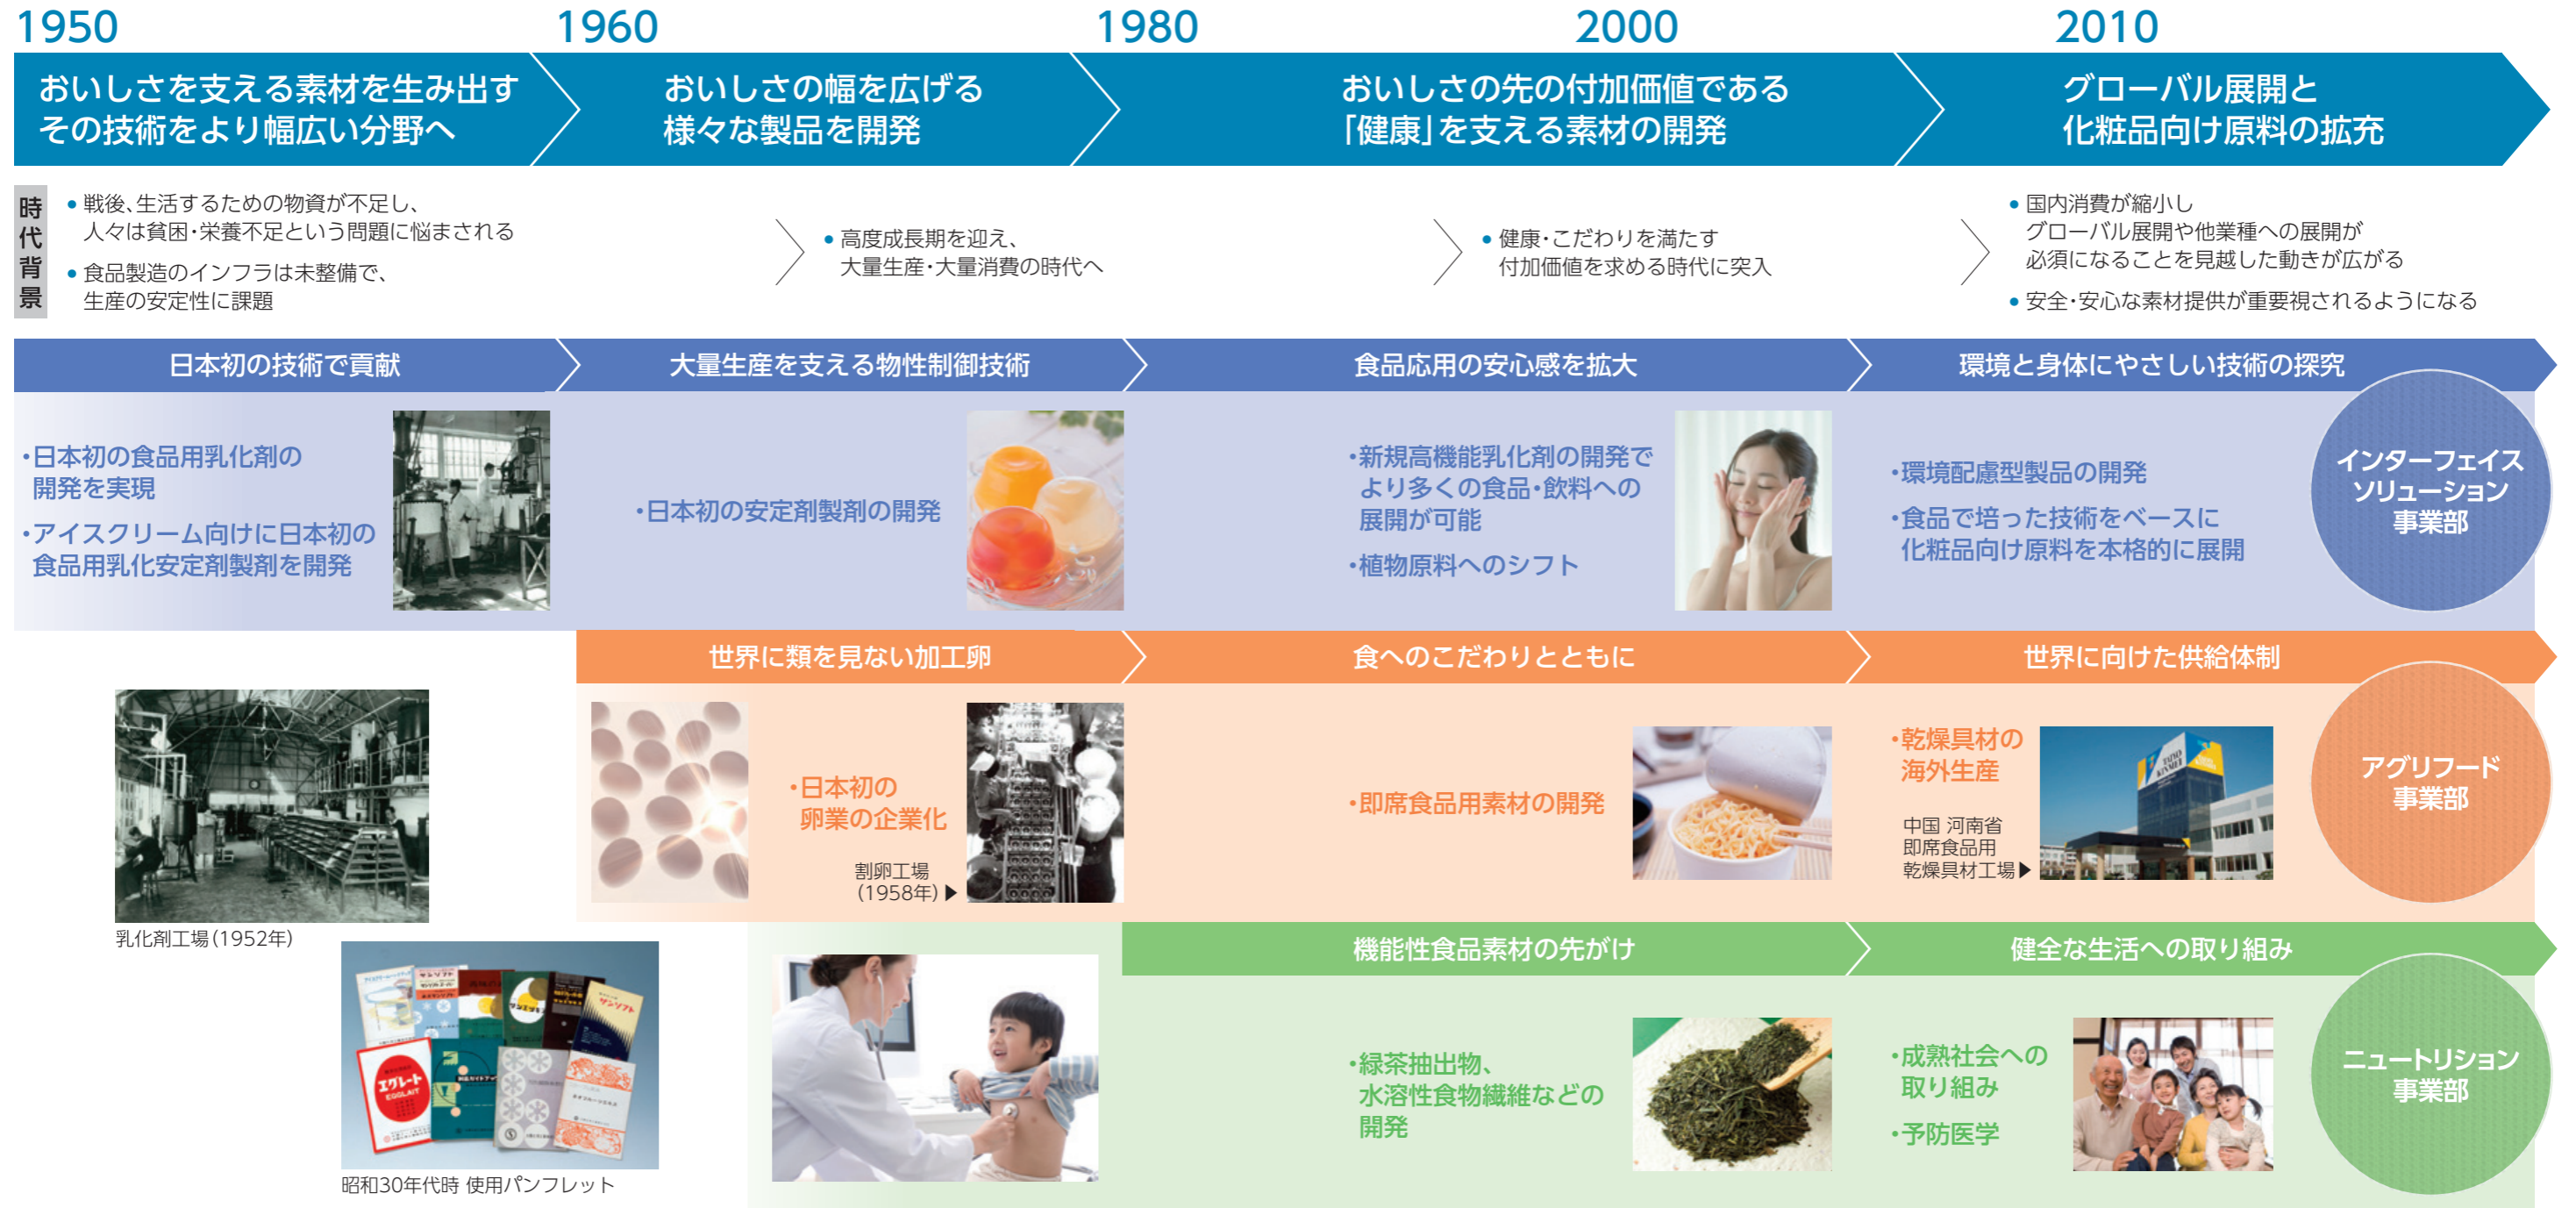 1950
1960
1980
2000
2010
おいしさを支える素材を生み出す
その技術をより幅広い分野へ
おいしさの幅を広げる
様々な製品を開発
おいしさの先の付加価値である
「健康」を支える素材の開発
グローバル展開と
化粧品向け原料の拡充
時代背景
● 戦後、生活するための物資が不足し、
人々は貧困・栄養不足という問題に悩まされる
● 食品製造のインフラは未整備で、
生産の安定性に課題
● 高度成長期を迎え、
大量生産・大量消費の時代へ
● 健康・こだわりを満たす
付加価値を求める時代に突入
● 国内消費が縮小し
グローバル展開や他業種への展開が
必須になることを見越した動きが広がる
● 安全・安心な素材提供が重要視されるようになる
日本初の技術で貢献
大量生産を支える物性制御技術
食品応用の安心感を拡大
環境と身体にやさしい技術の探究
・日本初の食品用乳化剤の
開発を実現
・アイスクリーム向けに日本初の
食品用乳化安定剤製剤を開発
・日本初の安定剤製剤の開発
・新規高機能乳化剤の開発で
より多くの食品・飲料への
展開が可能
・植物原料へのシフト
・環境配慮型製品の開発
・食品で培った技術をベースに
化粧品向け原料を本格的に展開
インターフェイス
ソリューション
事業部
世界に類を見ない加工卵
食へのこだわりとともに
世界に向けた供給体制
・日本初の
卵業の企業化
割卵工場
(1958年)▶
・即席食品用素材の開発
・乾燥具材の
海外生産
中国 河南省
即席食品用
乾燥具材工場▶
TAIYO
KINMEI
アグリフード
事業部
乳化剤工場(1952年)
機能性食品素材の先がけ
健全な生活への取り組み
サンソフト
エグレート
EGGLAIT
昭和30年代時 使用パンフレット
・緑茶抽出物、
水溶性食物繊維などの
開発
・成熟社会への
取り組み
・予防医学
ニュートリション
事業部